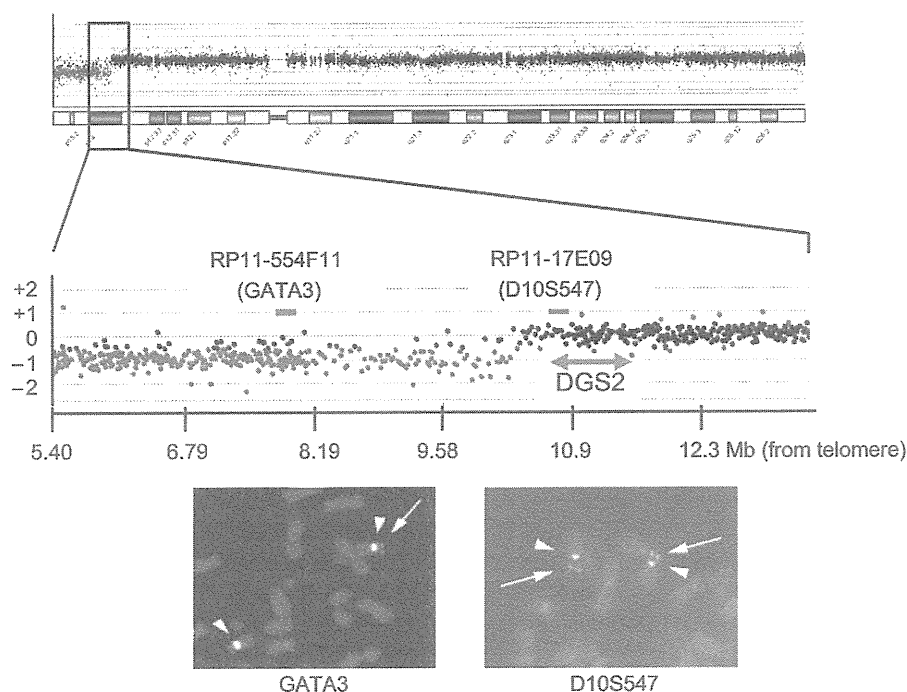 RP11-554F11
(GATA3)
RP11-17E09
(D10S547)
+2
+1
0
−1
−2
DGS2
5.40 6.79 8.19 9.58 10.9 12.3 Mb (from telomere)
GATA3
D10S547